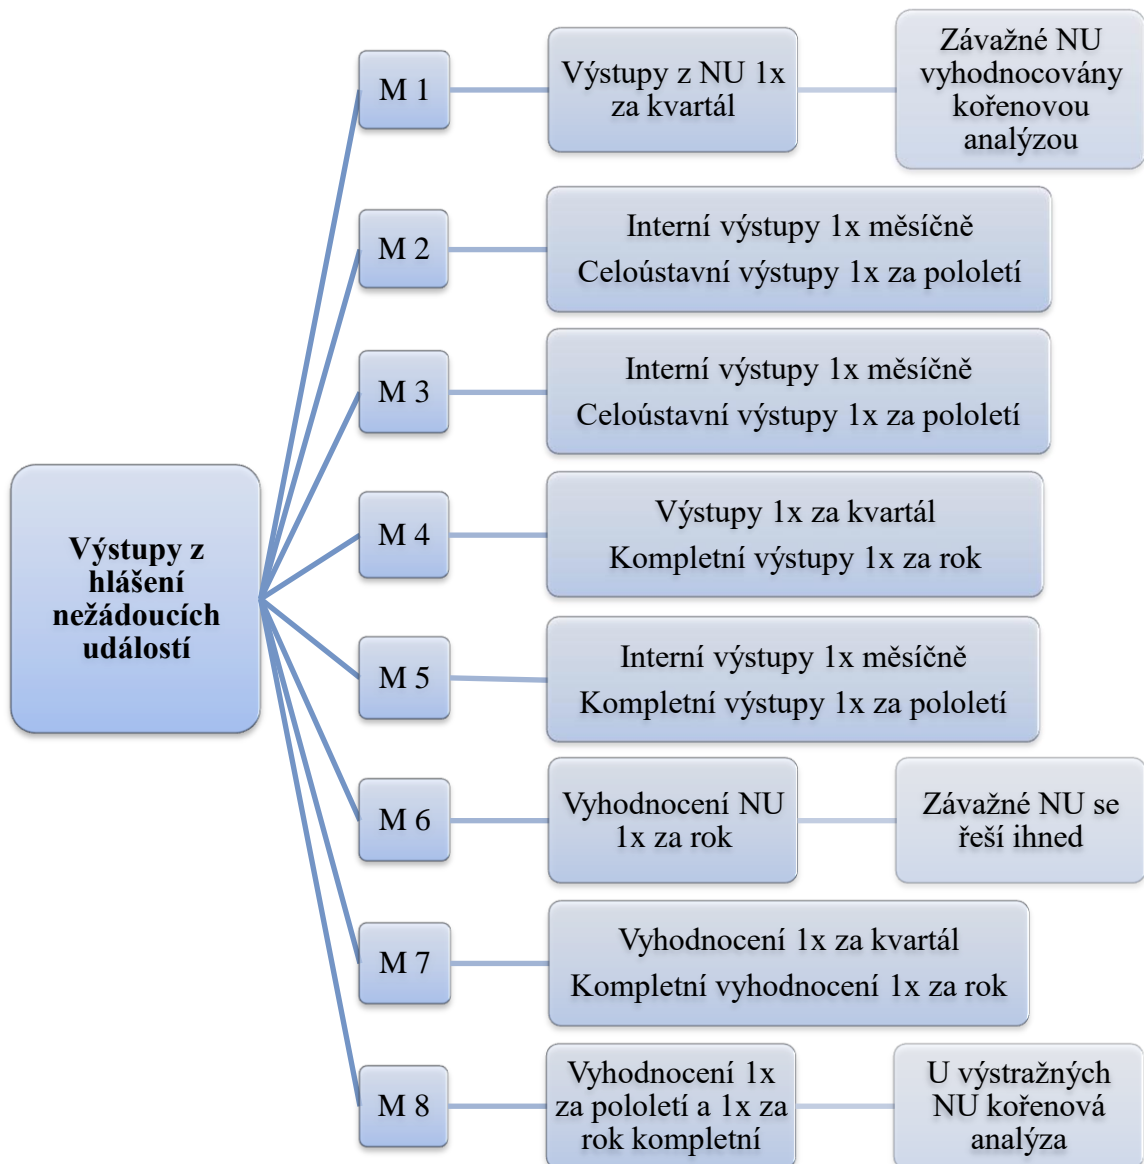 M 1
Výstupy z NU 1x
za kvartál
Závažné NU
vyhodnocovány
kořenovou
analýzou
M 2
Interní výstupy 1x měsíčně
Celoústavní výstupy 1x za pololetí
M 3
Interní výstupy 1x měsíčně
Celoústavní výstupy 1x za pololetí
Výstupy z
hlášení
nežádoucích
událostí
M 4
Výstupy 1x za kvartál
Kompletní výstupy 1x za rok
M 5
Interní výstupy 1x měsíčně
Kompletní výstupy 1x za pololetí
M 6
Vyhodnocení NU
1x za rok
Závažné NU se
řeší ihned
M 7
Vyhodnocení 1x za kvartál
Kompletní vyhodnocení 1x za rok
M 8
Vyhodnocení 1x
za pololetí a 1x za
rok kompletní
U výstražných
NU kořenová
analýza